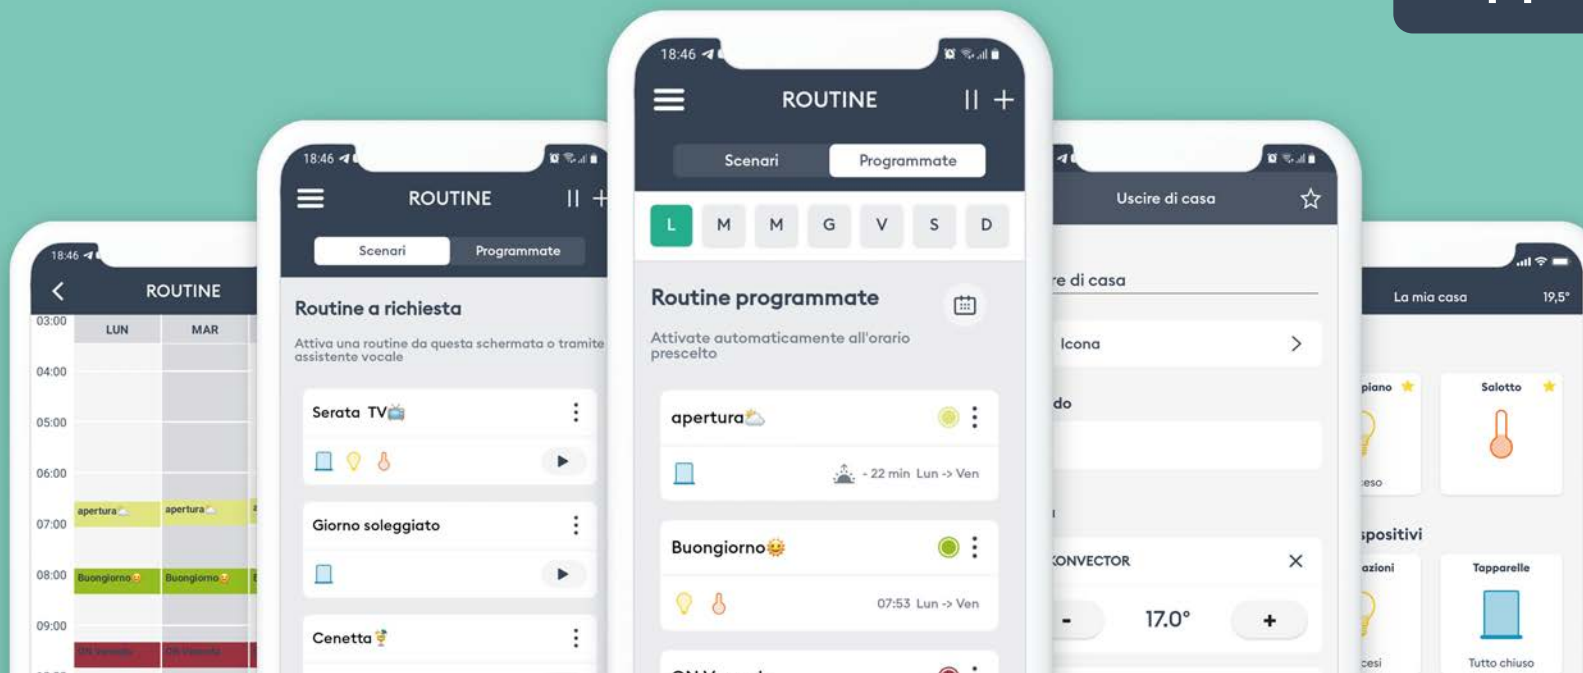 18:46
ROUTINE
03:00
LUN
MAR
04:00
05:00
06:00
apertura
apertura
07:00
08:00
Buongiorno
Buongiorno
09:00
18:46
ROUTINE
Scenari
Programmate
Routine a richiesta
Attiva una routine da questa schermata o tramite
assistente vocale
Serata TV
Giorno soleggiato
Cenetta
18:46
ROUTINE
Scenari
Programmate
L M M G V S D
Routine programmate
Attivate automaticamente all'orario
prescelto
apertura
- 22 min Lun -> Ven
Buongiorno
07:53 Lun -> Ven
Uscire di casa
re di casa
Icona
do
KONVECTOR
- 17.0° +
La mia casa
19,5°
piano
Salotto
ceso
spositivi
azioni
Tapparelle
cesi
Tutto chiuso